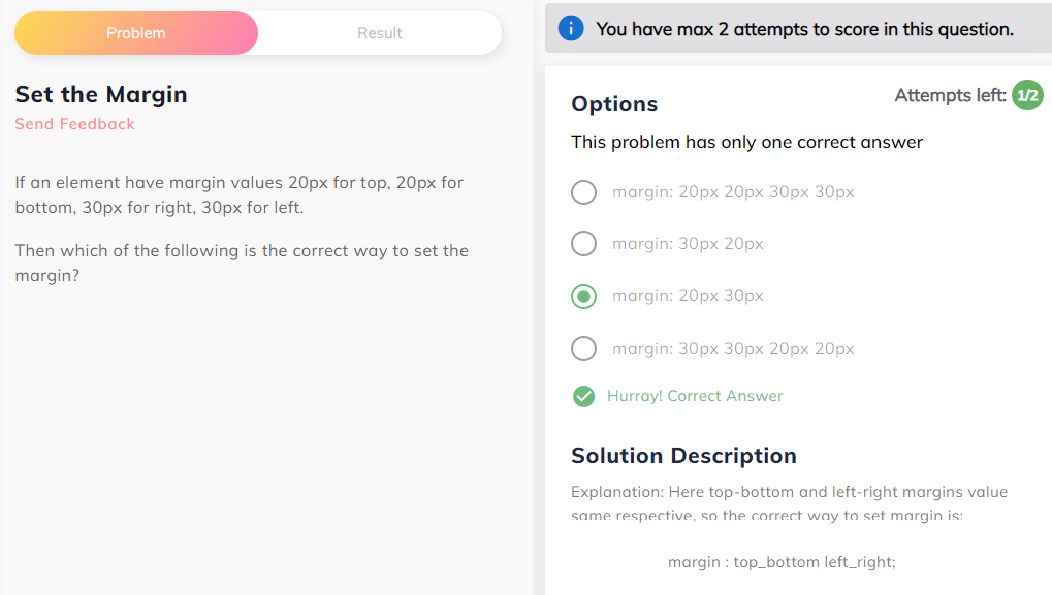 Problem
Result
Set the Margin
Send Feedback
If an element have margin values 20px for top, 20px for
bottom, 30px for right, 30px for left.
Then which of the following is the correct way to set the
margin?
You have max 2 attempts to score in this question.
Options
Attempts left: 1/2
This problem has only one correct answer
margin: 20px 20px 30px 30px
margin: 30px 20px
margin: 20px 30px
margin: 30px 30px 20px 20px
Hurray! Correct Answer
Solution Description
Explanation: Here top-bottom and left-right margins value
same respective, so the correct way to set margin is:
margin : top_bottom left_right;